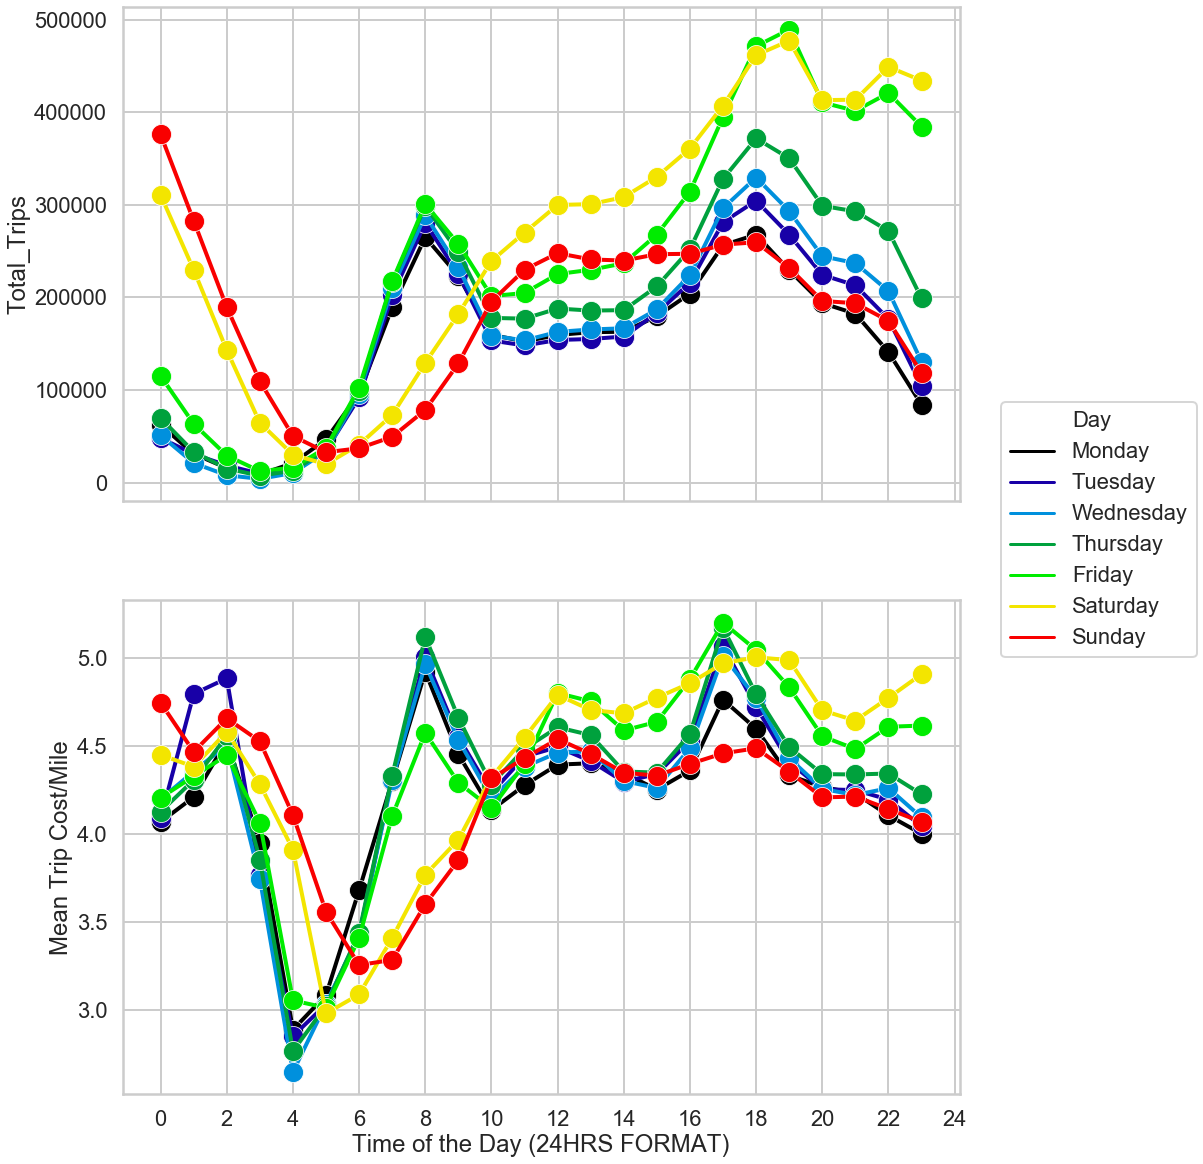 500000
400000
300000
200000
100000
0
Total_Trips
Day
Monday
Tuesday
Wednesday
Thursday
Friday
Saturday
Sunday
5.0
4.5
4.0
3.5
3.0
Mean Trip Cost/Mile
0 2 4 6 8 10 12 14 16 18 20 22 24
Time of the Day (24HRS FORMAT)